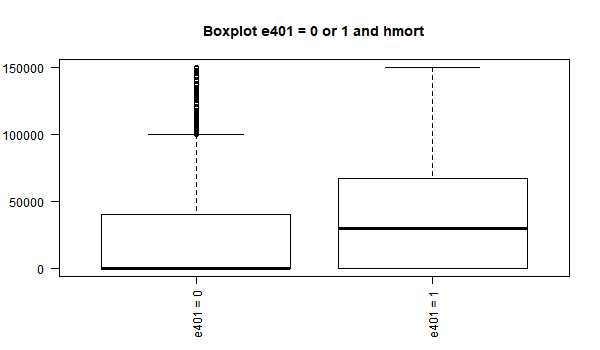 Boxplot e401 = 0 or 1 and hmort
150000
100000
50000
0
e401 = 0
e401 = 1